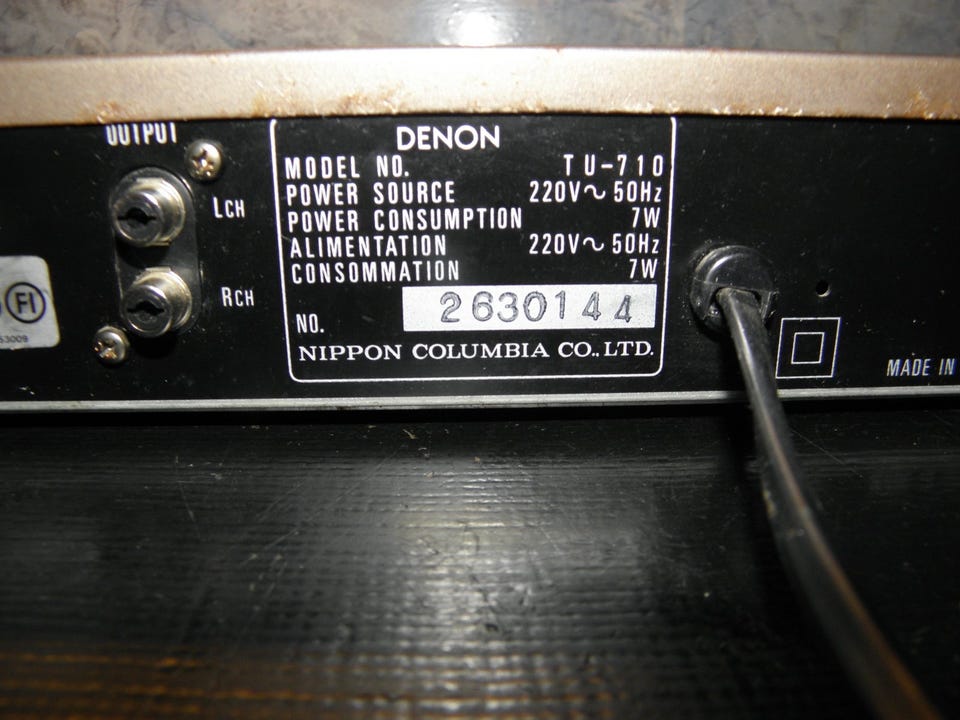 OUTPUT
LCH
RCH
FI
DENON
MODEL NO. TU-710
POWER SOURCE 220V~ 50Hz
POWER CONSUMPTION 7W
ALIMENTATION 220V~ 50Hz
CONSOMMATION 7W
NO. 2630144
NIPPON COLUMBIA CO., LTD.
MADE IN